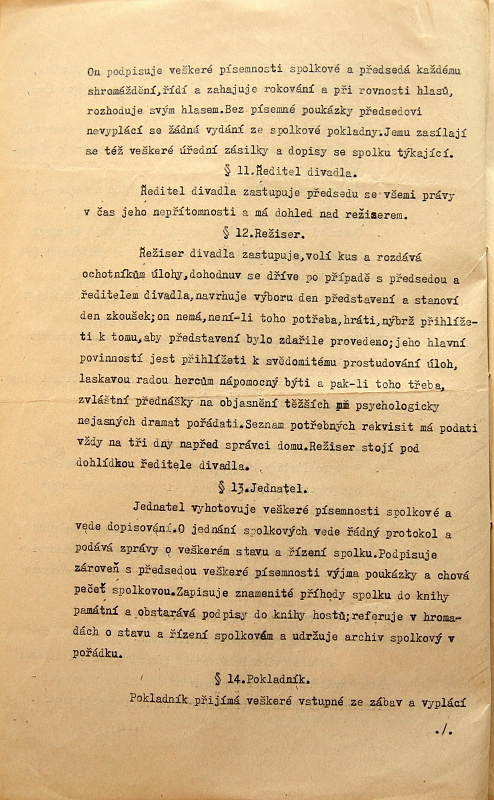 On podpisuje veškeré písemnosti spolkové a předsedá každému
shromáždění,řídí a zahajuje rokování a při rovnosti hlasů,
rozhoduje svým hlasem.Bez písemné poukázky předsedovi
nevyplácí se žádná vydání ze spolkové pokladny.Jemu zasílají
se též veškeré úřední zásilky a dopisy se spolku týkající.
§ 11.Ředitel divadla.
Ředitel divadla zastupuje předsedu se všemi právy
v čas jeho nepřítomnosti a má dohled nad režiserem.
§ 12.Režiser.
Režiser divadla zastupuje,volí kus a rozdává
ochotníkům úlohy,dohodnuv se dříve po případě s předsedou a
ředitelem divadla,navrhuje výboru den představení a stanoví
den zkoušek;on nemá,není-li toho potřeba,hráti,nýbrž přihlíže-
ti k tomu,aby představení bylo zdařile provedeno;jeho hlavní
povinností jest přihlížeti k svědomitému prostudování úloh,
laskavou radou hercům nápomocný býti a pak-li toho třeba,
zvláštní přednášky na objasnění těžších psychologicky
nejasných dramat pořádati.Seznam potřebných rekvisit má podati
vždy na tři dny napřed správci domu.Režiser stojí pod
dohlídkou ředitele divadla.
§ 13.Jednatel.
Jednatel vyhotovuje veškeré písemnosti spolkové a
vede dopisování.O jednání spolkových vede řádný protokol a
podává zprávy o veškerém stavu a řízení spolku.Podpisuje
zároveň s předsedou veškeré písemnosti výjma poukázky a chová
pečeť spolkovou.Zapisuje znamenité příhody spolku do knihy
památní a obstarává podpisy do knihy hostů;referuje v hroma-
dách o stavu a řízení spolkovém a udržuje archiv spolkový v
pořádku.
§ 14.Pokladník.
Pokladník přijímá veškeré vstupné ze zábav a vyplácí
./.